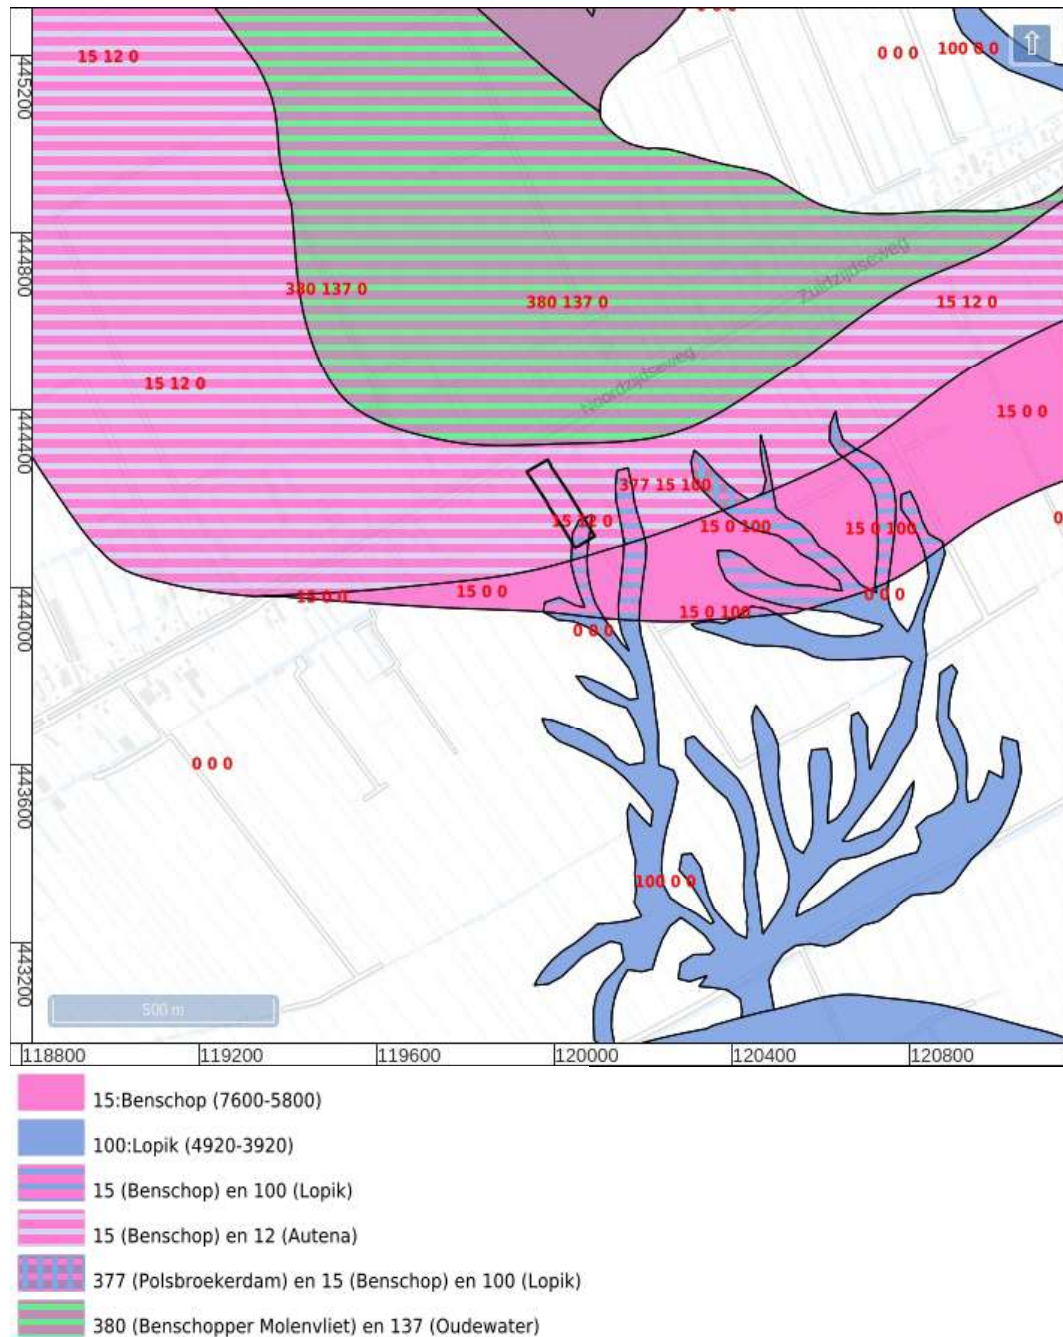 0 0 0
15 12 0
0 0 0
100 0 0
445200
444800
Zuidzijdseweg
380 137 0
380 137 0
15 12 0
Noordzijdseweg
15 12 0
15 0 0
444400
377 15 100
15 12 0
15 0 100
15 0 100
15 0 0
15 0 0
0 0 0
15 0 100
0 0 0
444000
0 0 0
443600
100 0 0
443200
500 m
118800
119200
119600
120000
120400
120800
15:Benschop (7600-5800)
100:Lopik (4920-3920)
15 (Benschop) en 100 (Lopik)
15 (Benschop) en 12 (Autena)
377 (Polsbroekerdam) en 15 (Benschop) en 100 (Lopik)
380 (Benschopper Molenvliet) en 137 (Oudewater)